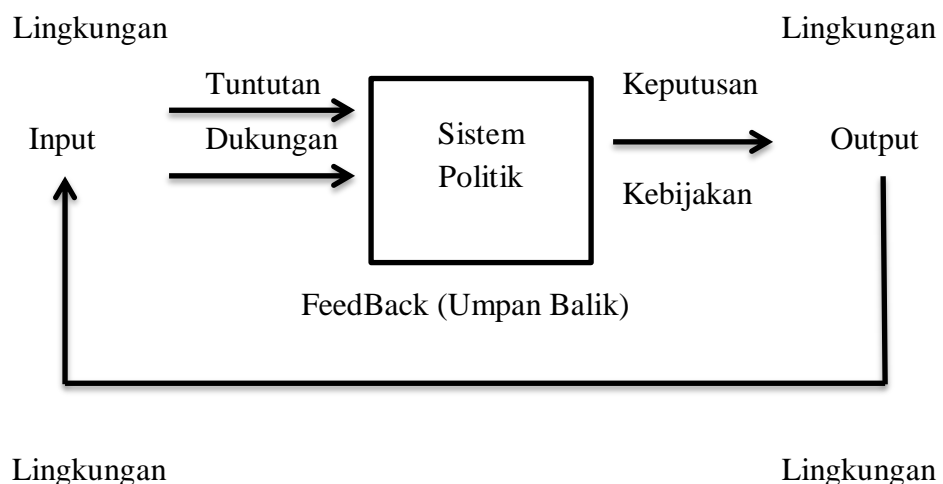 Lingkungan
Lingkungan
Tuntutan
Keputusan
Input
Dukungan
Sistem
Politik
Output
Kebijakan
FeedBack (Umpan Balik)
Lingkungan
Lingkungan